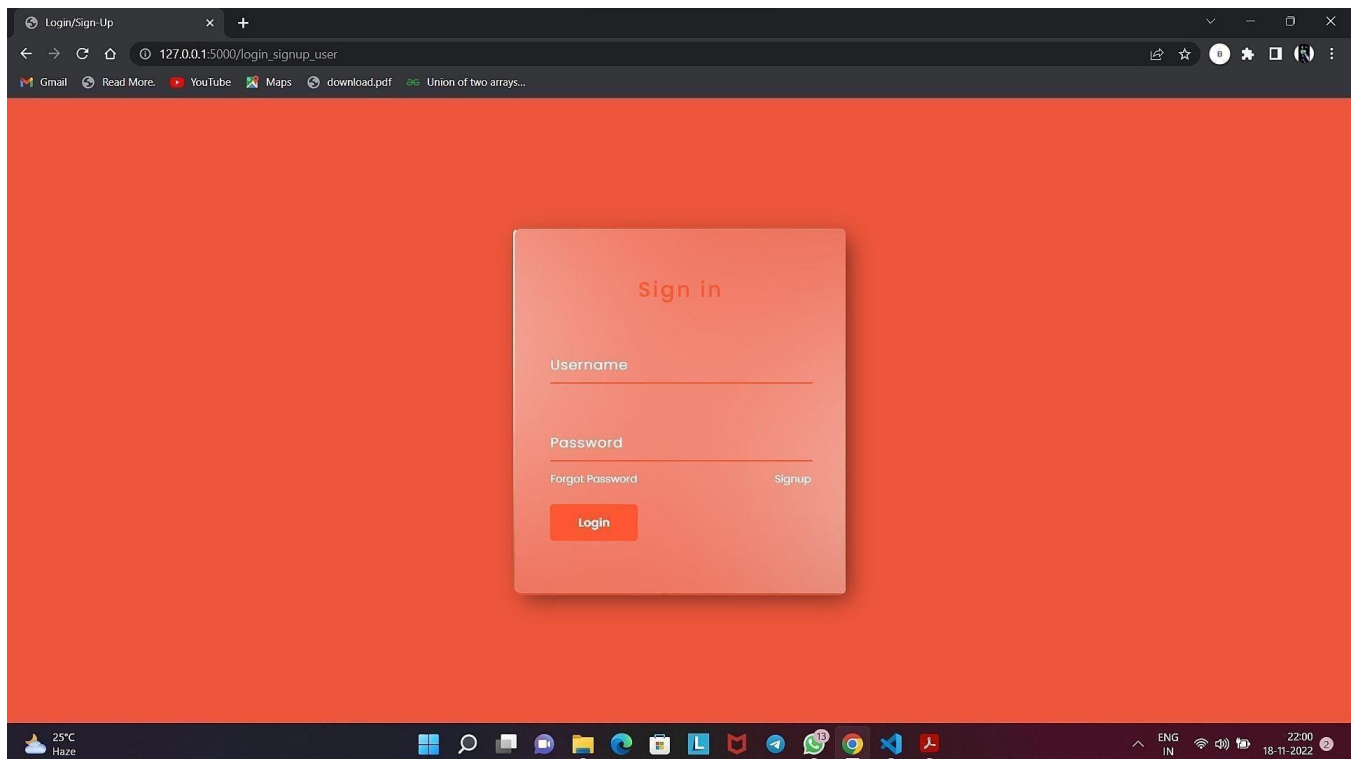 Login/Sign-Up
127.0.0.1:5000/login_signup_user
B
Gmail Read More. YouTube Maps download.pdf Union of two arrays...
Sign in
Username
Password
Forgot Password Signup
Login
25°C
Haze
L
13
ENG
IN
22:00
18-11-2022
2